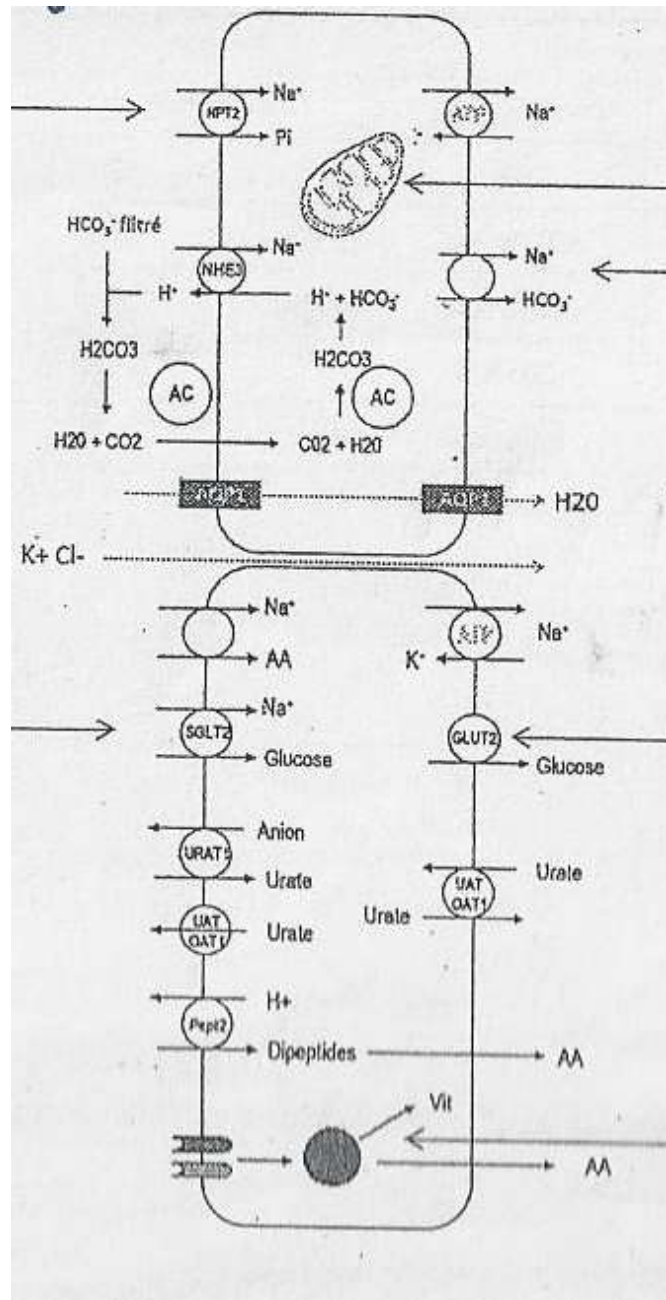 Na⁺
NPT2
Na⁺
Pi
HCO₃⁻ filtré
Na⁺
NHE3
Na⁺
H⁺
H⁺ + HCO₃⁻
HCO₃⁻
H2CO3
H2CO3
AC
AC
H20 + CO2
C02 + H20
AQP1
H20
K+ Cl-
Na⁺
ATP
Na⁺
AA
K⁺
Na⁺
SGLT2
GLUT2
Glucose
Glucose
Anion
URAT
Urate
Urate
UAT
OAT1
Urate
UAT
OAT1
Urate
H+
Pept2
Dipeptides
AA
Vit
AA